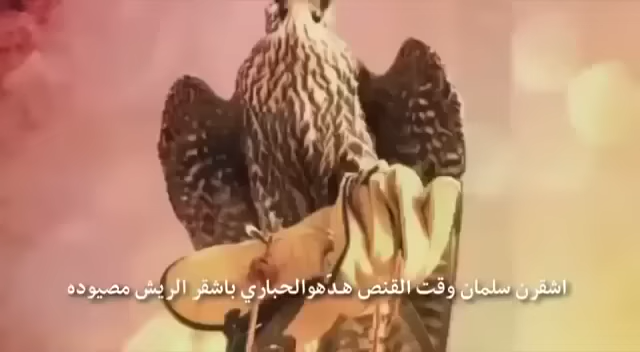 اشقرن سلمان وقت القنص هدَّهوالحباري باشقر الريش مصيوده